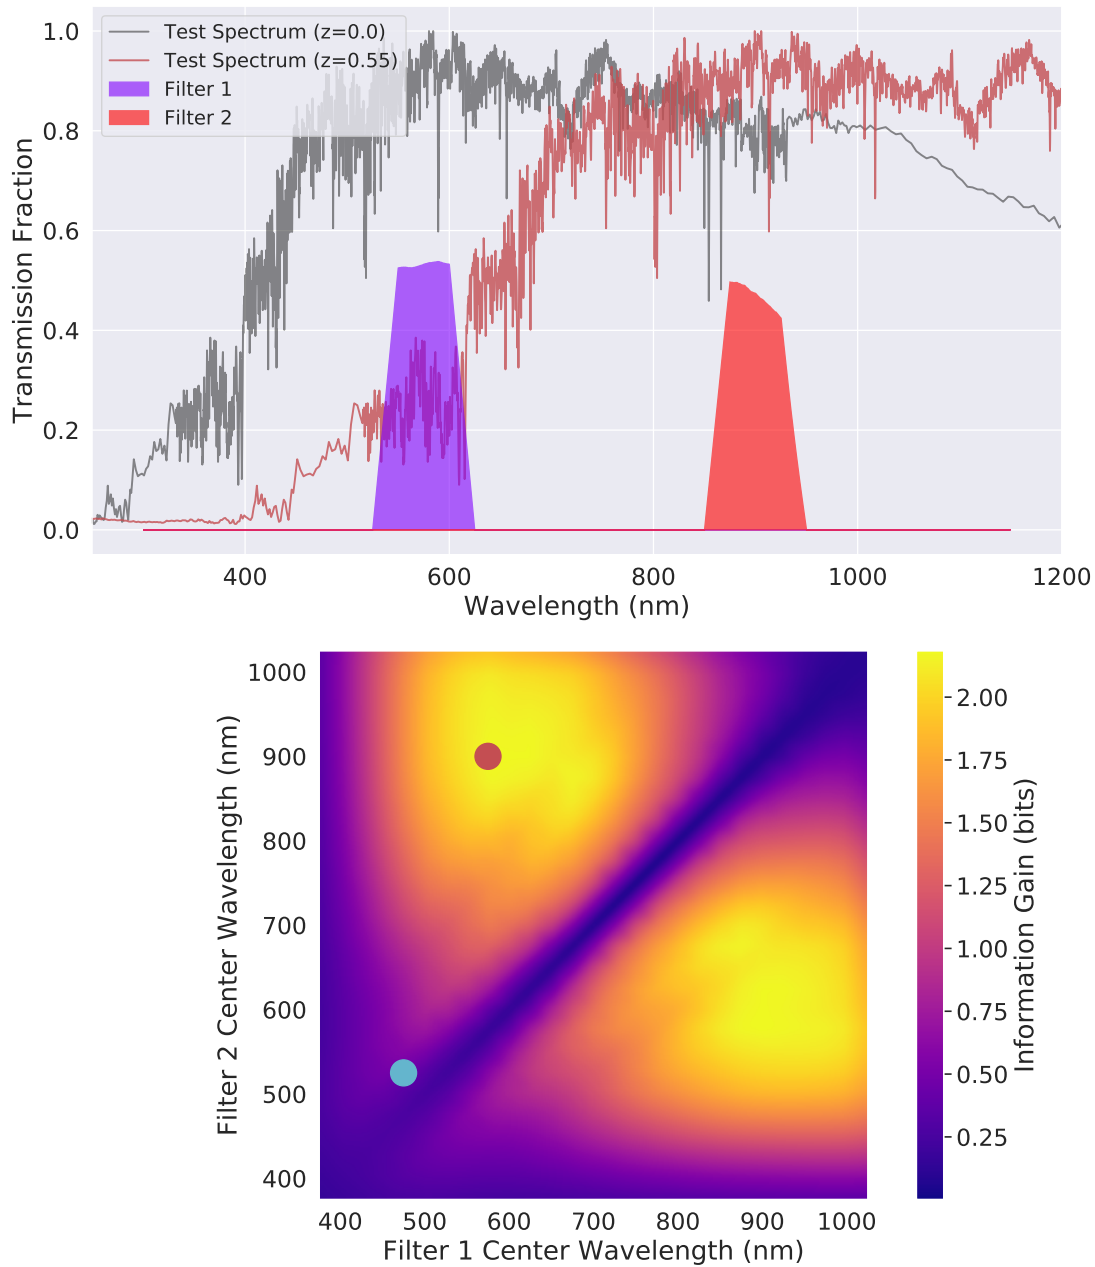 1.0
0.8
0.6
0.4
0.2
0.0
Transmission Fraction
Test Spectrum (z=0.0)
Test Spectrum (z=0.55)
Filter 1
Filter 2
400 600 800 1000 1200
Wavelength (nm)
1000
900
800
700
600
500
400
Filter 2 Center Wavelength (nm)
400 500 600 700 800 900 1000
Filter 1 Center Wavelength (nm)
2.00
1.75
1.50
1.25
1.00
0.75
0.50
0.25
Information Gain (bits)